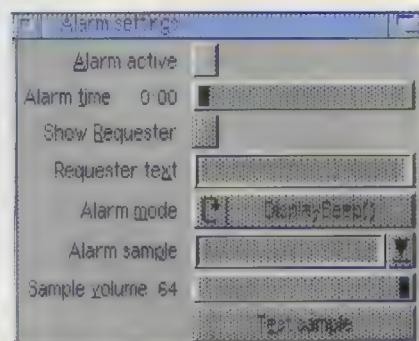 Alarm settings
Alarm active
Alarm time 0:00
Show Requester
Requester text
Alarm mode DisplayBeep()
Alarm sample
Sample volume 64
Test sample